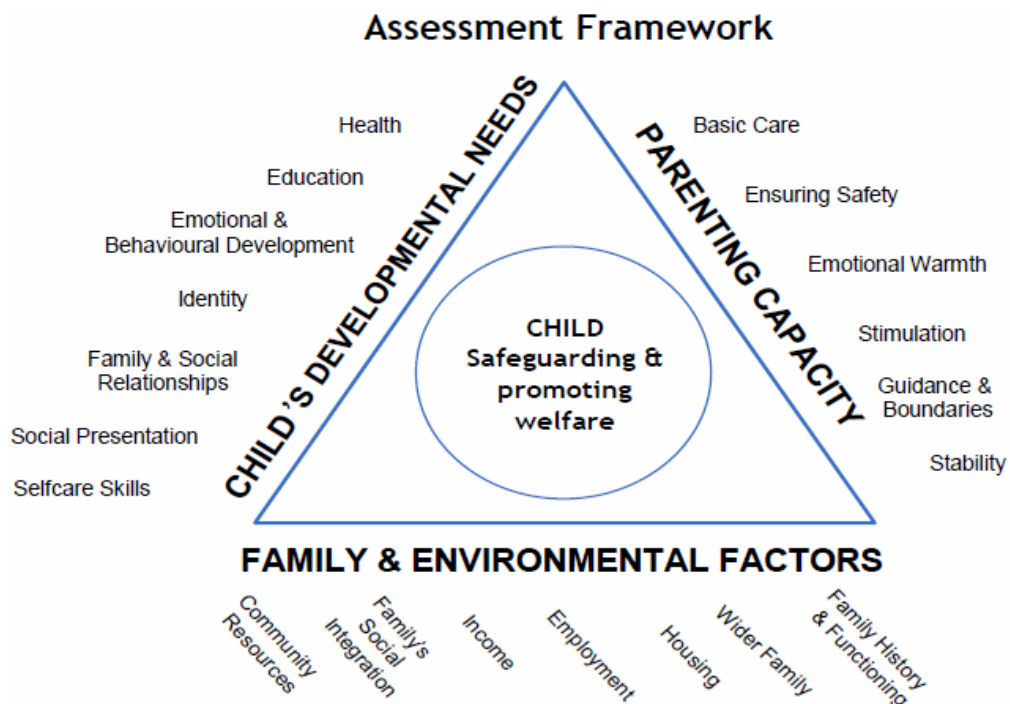 Assessment Framework
CHILD'S DEVELOPMENTAL NEEDS
Health
Education
Emotional &
Behavioural Development
Identity
Family & Social
Relationships
Social Presentation
Selfcare Skills
PARENTING CAPACITY
Basic Care
Ensuring Safety
Emotional Warmth
Stimulation
Guidance &
Boundaries
Stability
CHILD
Safeguarding &
promoting
welfare
FAMILY & ENVIRONMENTAL FACTORS
Community
Resources
Family's
Social
Integration
Income
Employment
Housing
Wider Family
Family History
& Functioning